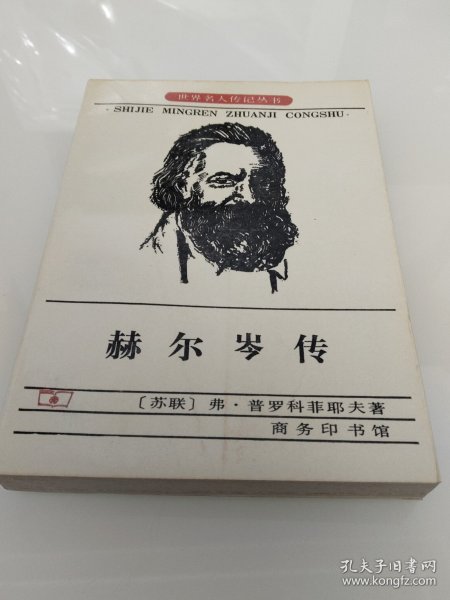 世界名人传记丛书
·SHIJIE MINGREN ZHUANJI CONGSHU·
赫尔岑传
〔苏联〕弗·普罗科菲耶夫著
商务印书馆
孔夫子旧书网
www.kongfz.com